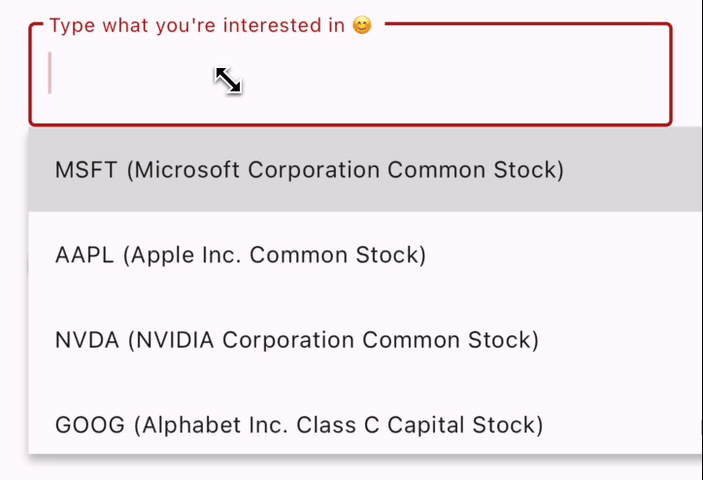 Type what you're interested in 😊
MSFT (Microsoft Corporation Common Stock)
AAPL (Apple Inc. Common Stock)
NVDA (NVIDIA Corporation Common Stock)
GOOG (Alphabet Inc. Class C Capital Stock)